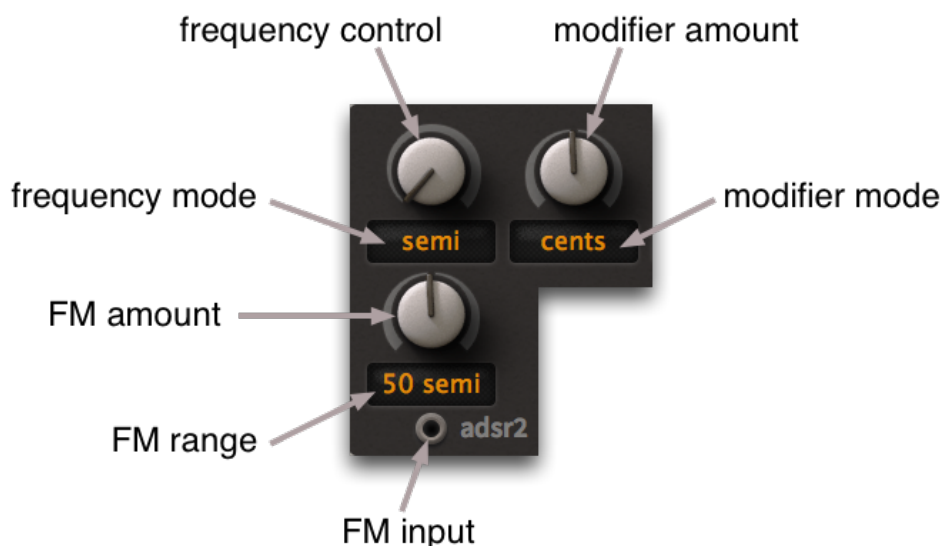 frequency control
modifier amount
frequency mode
semi
cents
modifier mode
FM amount
50 semi
FM range
adsr2
FM input